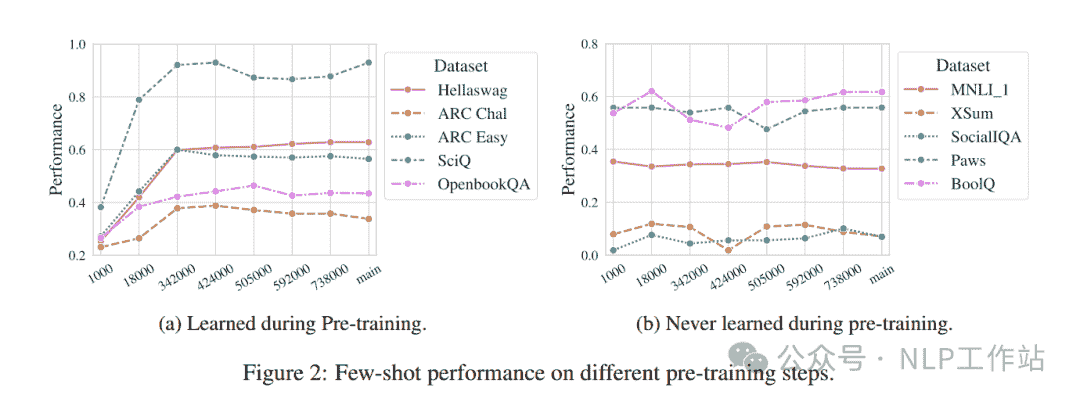 1.0
0.8
0.6
0.4
0.2
Performance
1000
18000
342000
424000
505000
592000
738000
main
Dataset
Hellaswag
ARC Chal
ARC Easy
SciQ
OpenbookQA
(a) Learned during Pre-training.
0.8
0.6
0.4
0.2
0.0
Performance
1000
18000
342000
424000
505000
592000
738000
main
Dataset
MNLI_1
XSum
SocialIQA
Paws
BoolQ
(b) Never learned during pre-training.
公众号 · NLP工作站
Figure 2: Few-shot performance on different pre-training steps.